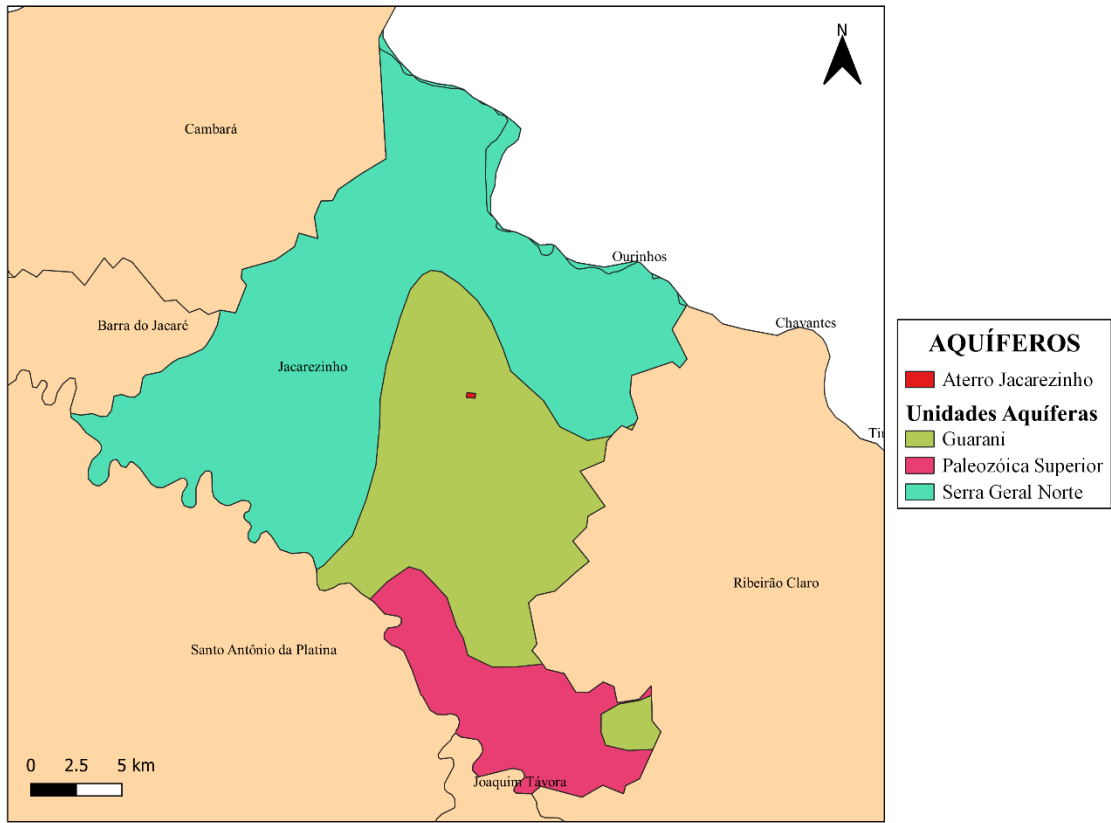 N
Cambará
Ourinhos
Barra do Jacaré
Chavantes
Jacarezinho
Tir
Ribeirão Claro
Santo Antônio da Platina
Joaquim Távora
0 2.5 5 km
AQUÍFEROS
Aterro Jacarezinho
Unidades Aquíferas
Guarani
Paleozóica Superior
Serra Geral Norte